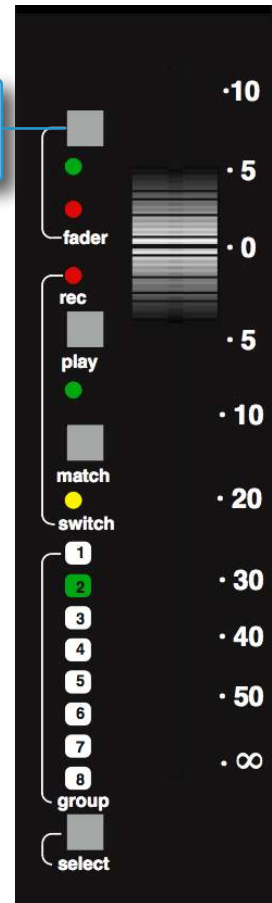 ·10
· 5
fader
· 0
rec
· 5
play
· 10
match
· 20
switch
1
2
· 30
3
4
· 40
5
· 50
6
7
· ∞
8
group
select